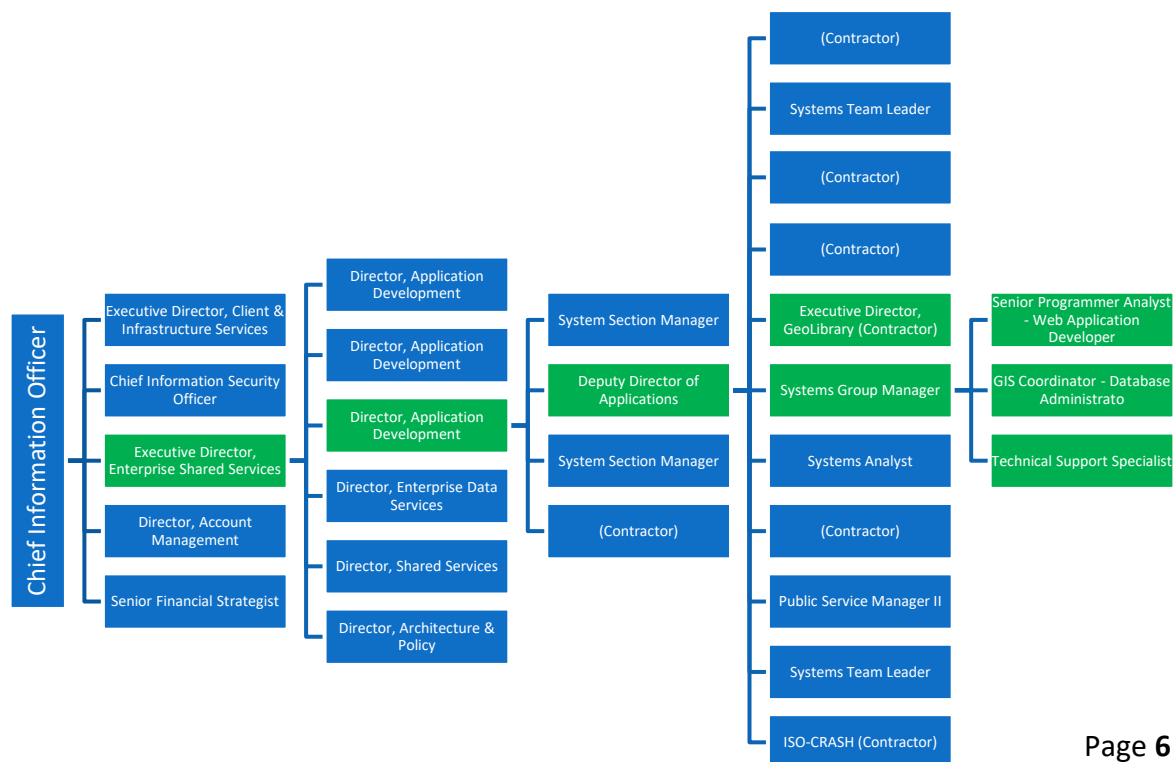 Chief Information Officer
Executive Director, Client &
Infrastructure Services
Chief Information Security
Officer
Executive Director,
Enterprise Shared Services
Director, Account
Management
Senior Financial Strategist
Director, Application
Development
Director, Application
Development
Director, Application
Development
Director, Enterprise Data
Services
Director, Shared Services
Director, Architecture &
Policy
System Section Manager
Deputy Director of
Applications
System Section Manager
(Contractor)
(Contractor)
Systems Team Leader
(Contractor)
(Contractor)
Executive Director,
GeoLibrary (Contractor)
Systems Group Manager
Systems Analyst
(Contractor)
Public Service Manager II
Systems Team Leader
ISO-CRASH (Contractor)
Senior Programmer Analyst
- Web Application
Developer
GIS Coordinator - Database
Administrato
Technical Support Specialist
Page 6